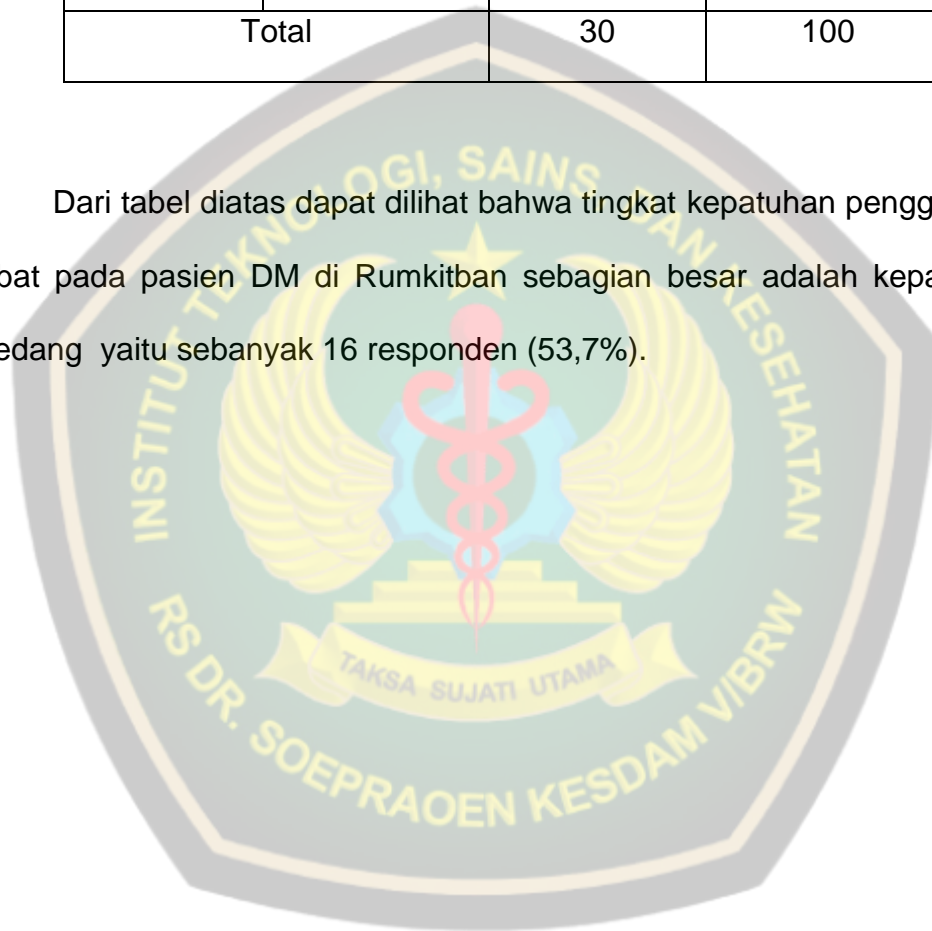 Total 30 100
Dari tabel diatas dapat dilihat bahwa tingkat kepatuhan pengg
pat pada pasien DM di Rumkitban sebagian besar adalah kepa
edang yaitu sebanyak 16 responden (53,7%).
INSTITUT TEKNOLOGI, SAINS, DAN KESEHATAN
TAKSA SUJATI UTAMA
RS DR. SOEPRAOEN KESDAM V/BRW